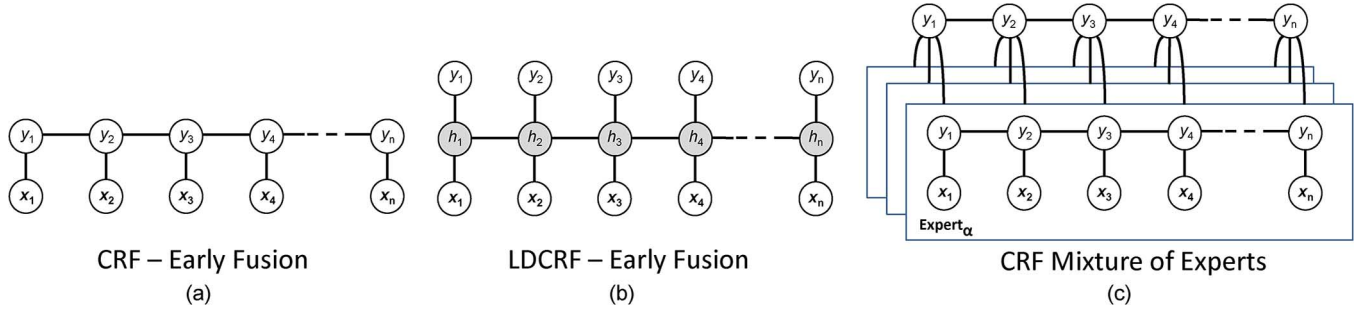 y1 y2 y3 y4 yn
x1 x2 x3 x4 xn
CRF – Early Fusion
(a)
y1 y2 y3 y4 yn
h1 h2 h3 h4 hn
x1 x2 x3 x4 xn
LDCRF – Early Fusion
(b)
y1 y2 y3 y4 yn
y1 y2 y3 y4 yn
x1 x2 x3 x4 xn
Expertα
CRF Mixture of Experts
(c)